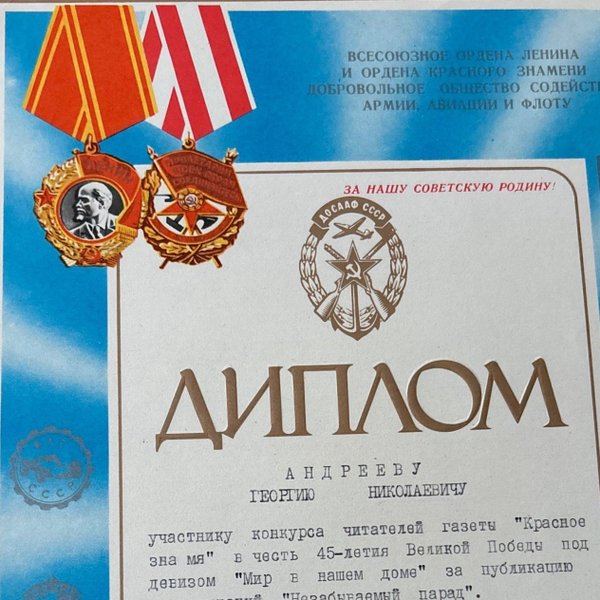 ВСЕСОЮЗНОЕ ОРДЕНА ЛЕНИНА
И ОРДЕНА КРАСНОГО ЗНАМЕНИ
ДОБРОВОЛЬНОЕ ОБЩЕСТВО СОДЕЙСТ
АРМИИ, АВИАЦИИ И ФЛОТУ
ЗА НАШУ СОВЕТСКУЮ РОДИНУ!
ДОСААФ СССР
ДИПЛОМ
АНДРЕЕВУ
ГЕОРГИЮ НИКОЛАЕВИЧУ
участнику конкурса читателей газеты "Красное
зна мя" в честь 45-летия Великой Победы под
девизом "Мир в нашем доме" за публикацию
"Незабываемый парад".
СССР